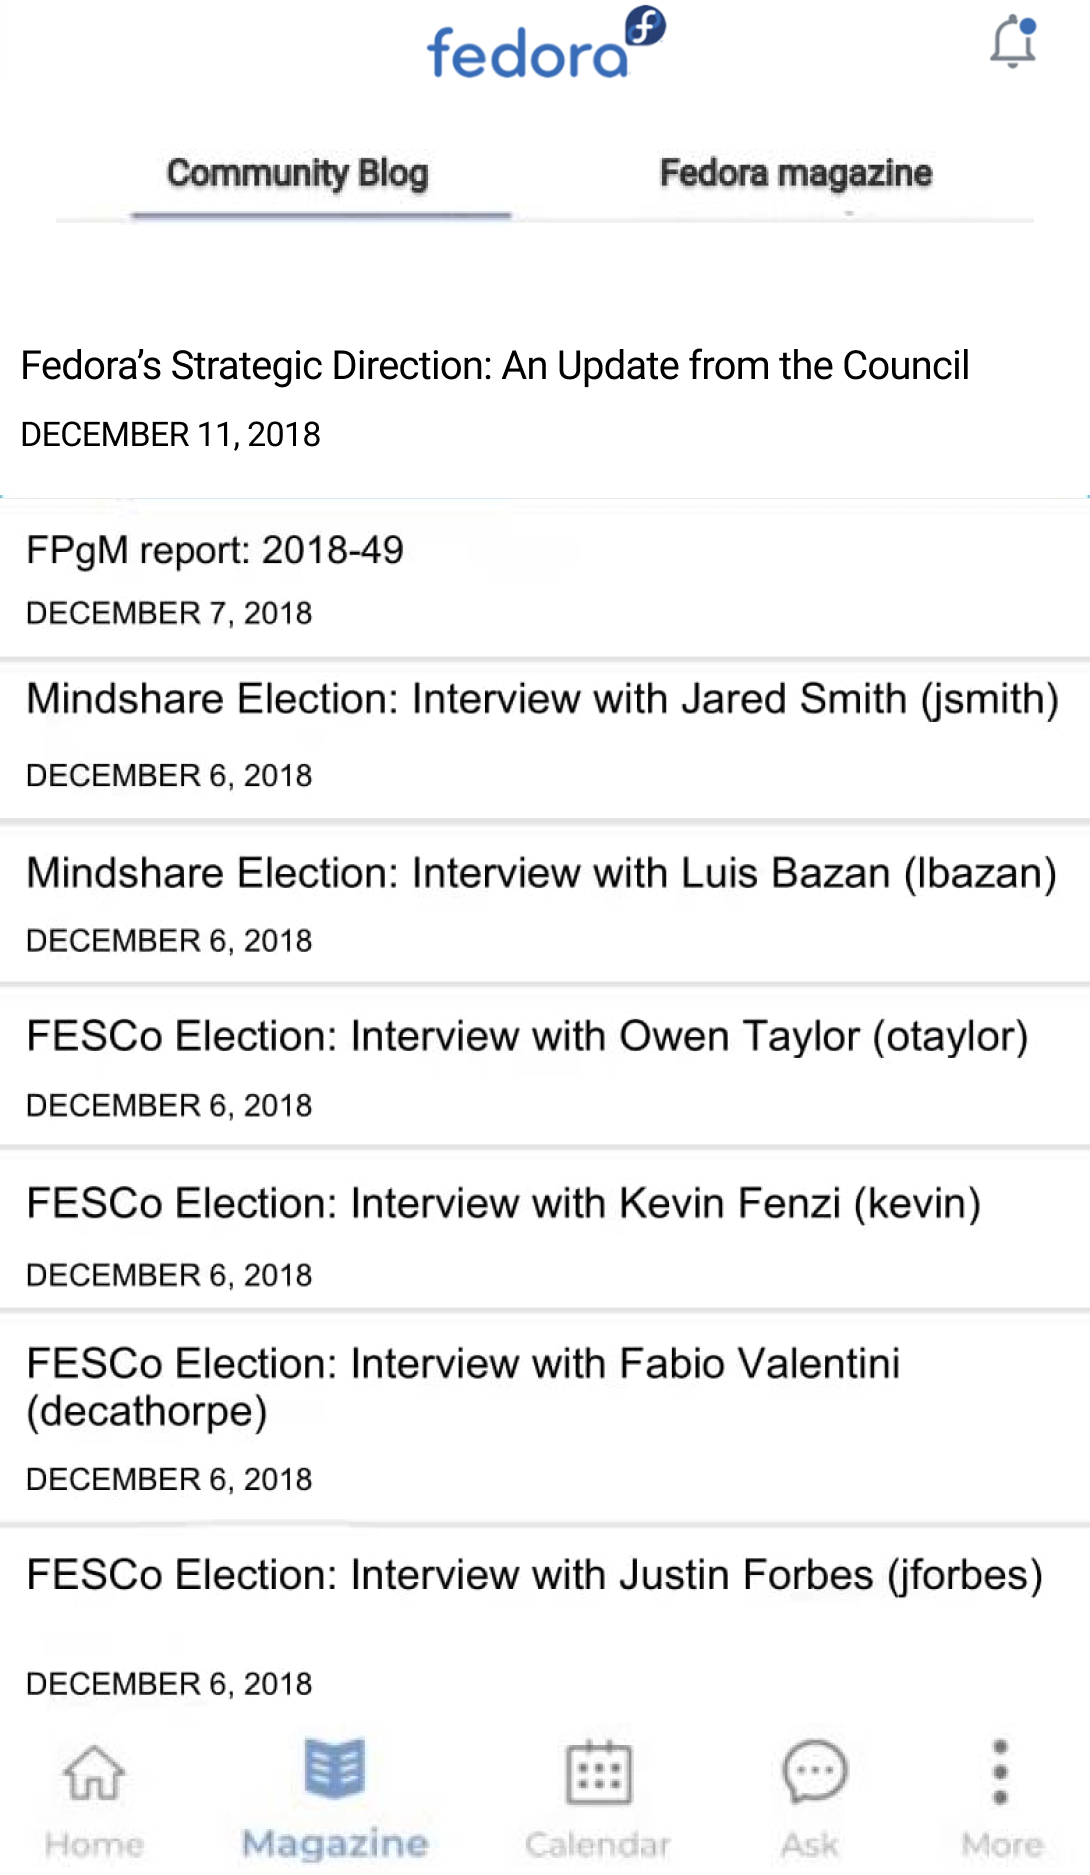 fedora
Community Blog
Fedora magazine
Fedora’s Strategic Direction: An Update from the Council
DECEMBER 11, 2018
FPgM report: 2018-49
DECEMBER 7, 2018
Mindshare Election: Interview with Jared Smith (jsmith)
DECEMBER 6, 2018
Mindshare Election: Interview with Luis Bazan (lbazan)
DECEMBER 6, 2018
FESCo Election: Interview with Owen Taylor (otaylor)
DECEMBER 6, 2018
FESCo Election: Interview with Kevin Fenzi (kevin)
DECEMBER 6, 2018
FESCo Election: Interview with Fabio Valentini
(decathorpe)
DECEMBER 6, 2018
FESCo Election: Interview with Justin Forbes (jforbes)
DECEMBER 6, 2018
Home
Magazine
Calendar
Ask
More